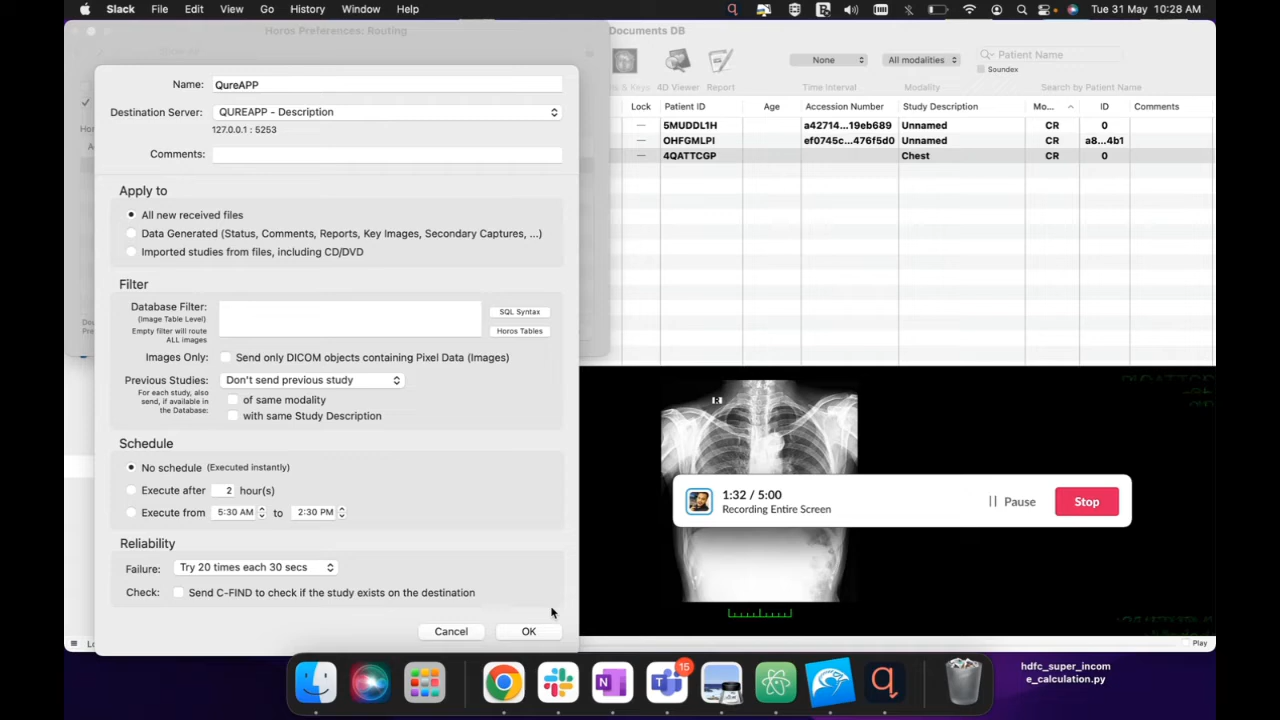 Slack File Edit View Go History Window Help Tue 31 May 10:28 AM
Horos Preferences: Routing
Documents DB
Name: QureAPP
Destination Server: QUREAPP - Description
127.0.0.1 : 5253
Comments:
Apply to
All new received files
Data Generated (Status, Comments, Reports, Key Images, Secondary Captures, ...)
Imported studies from files, including CD/DVD
Filter
Database Filter:
(Image Table Level)
Empty filter will route
ALL images
SQL Syntax
Horos Tables
Images Only: Send only DICOM objects containing Pixel Data (Images)
Previous Studies: Don't send previous study
For each study, also
send, if available in
the Database:
of same modality
with same Study Description
Schedule
No schedule (Executed instantly)
Execute after 2 hour(s)
Execute from 5:30 AM to 2:30 PM
Reliability
Failure: Try 20 times each 30 secs
Check: Send C-FIND to check if the study exists on the destination
Cancel OK
None All modalities Patient Name
Soundex
& Keys 4D Viewer Report Time Interval Modality Search by Patient Name
Lock Patient ID Age Accession Number Study Description Mo... ID Comments
— 5MUDDL1H a42714...19eb689 Unnamed CR 0
— OHFGMLPI ef0745c...476f5d0 Unnamed CR a8...4b1
— 4QATTCGP Chest CR 0
R
1:32 / 5:00
Recording Entire Screen
Pause Stop
Play
15
hdfc_super_incom
e_calculation.py